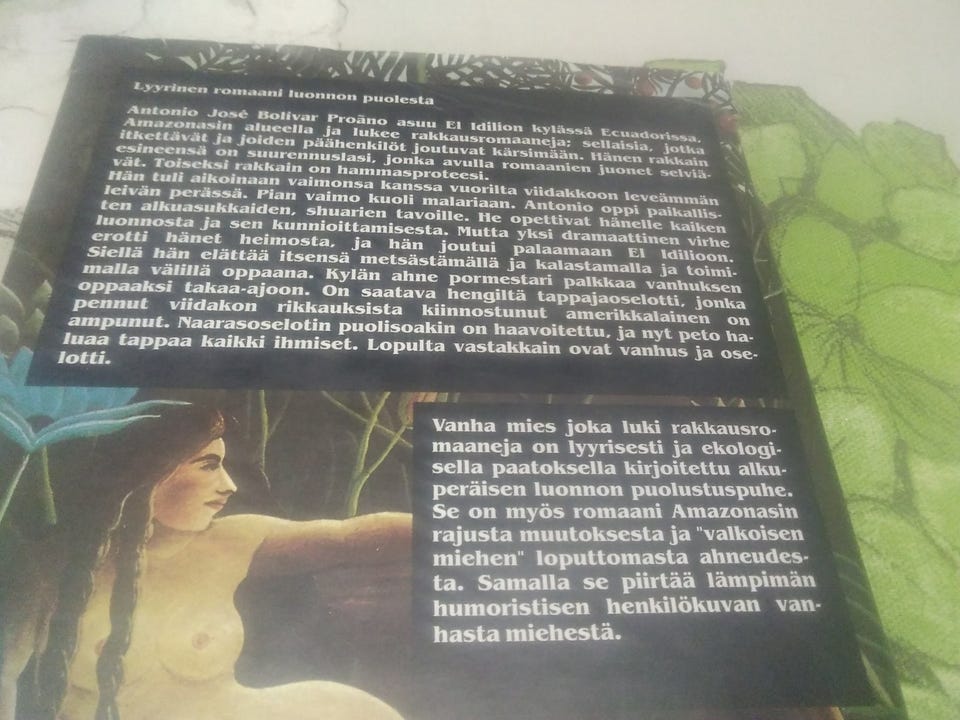 Lyyrinen romaani luonnon puolesta
Antonio José Bolívar Proãno asuu El Idilion kylässä Ecuadorissa,
Amazonasin alueella ja lukee rakkausromaaneja; sellaisia, jotka
itkettävät ja joiden päähenkilöt joutuvat kärsimään. Hänen rakkain
esineensä on suurennuslasi, jonka avulla romaanien juonet selviä-
vät. Toiseksi rakkain on hammasproteesi.
Hän tuli aikoinaan vaimonsa kanssa vuorilta viidakkoon leveämmän
leivän perässä. Pian vaimo kuoli malariaan. Antonio oppi paikallis-
ten alkuasukkaiden, shuarien tavoille. He opettivat hänelle kaiken
luonnosta ja sen kunnioittamisesta. Mutta yksi dramaattinen virhe
erotti hänet heimosta, ja hän joutui palaamaan El Idilioon.
Siellä hän elättää itsensä metsästämällä ja kalastamalla ja toimi-
malla välillä oppaana. Kylän ahne pormestari palkkaa vanhuksen
oppaaksi takaa-ajoon. On saatava hengiltä tappajaoselotti, jonka
pennut viidakon rikkauksista kiinnostunut amerikkalainen on
ampunut. Naarasoselotin puolisoakin on haavoitettu, ja nyt peto ha-
luaa tappaa kaikki ihmiset. Lopulta vastakkain ovat vanhus ja ose-
lotti.
Vanha mies joka luki rakkausro-
maaneja on lyyrisesti ja ekologi-
sella paatoksella kirjoitettu alku-
peräisen luonnon puolustuspuhe.
Se on myös romaani Amazonasin
rajusta muutoksesta ja "valkoisen
miehen" loputtomasta ahneudes-
ta. Samalla se piirtää lämpimän
humoristisen henkilökuvan van-
hasta miehestä.